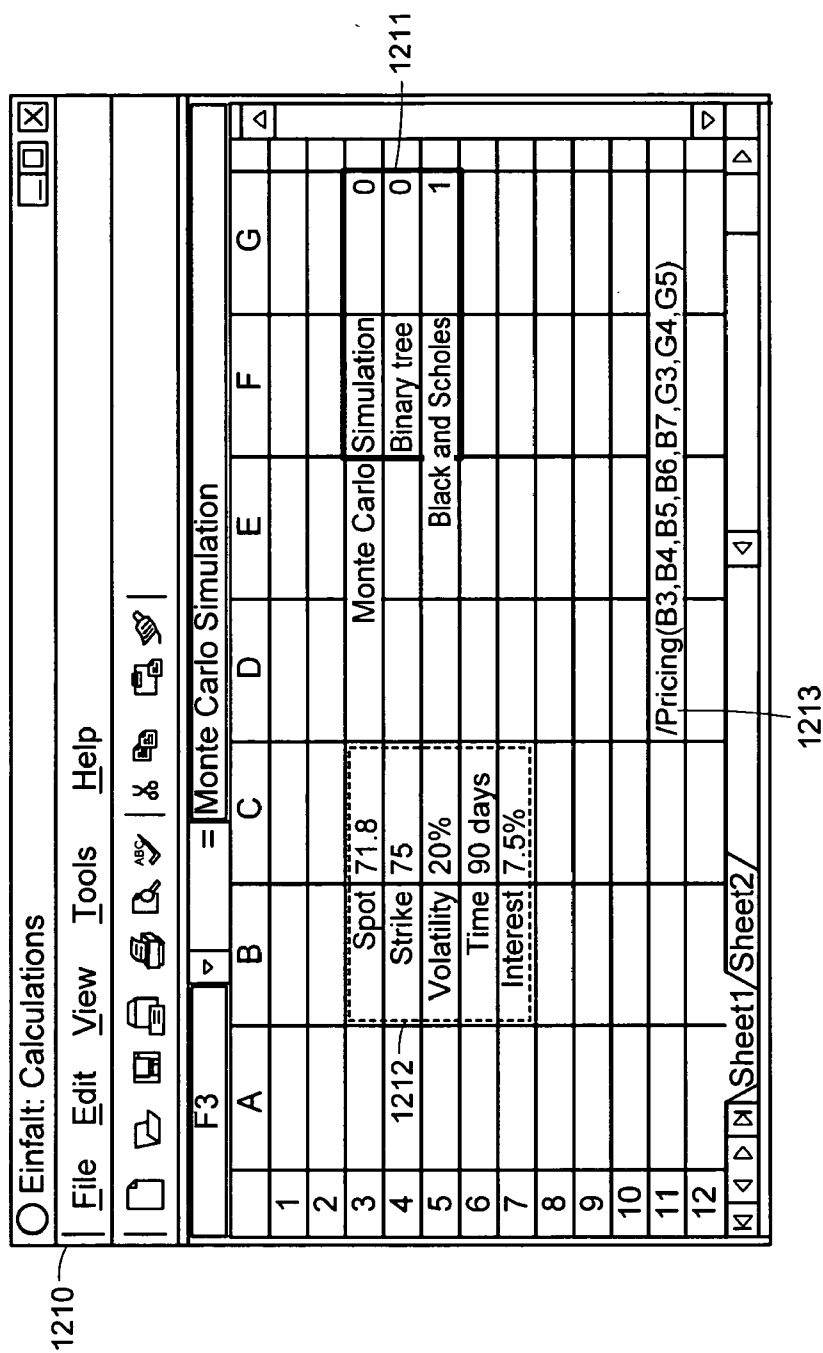 Einfalt: Calculations
File Edit View Tools Help
ABC
F3 = Monte Carlo Simulation
A B C D E F G
1
2
3 Spot 71.8 Monte Carlo Simulation 0
4 Strike 75 Binary tree 0
5 Volatility 20% Black and Scholes 1
6 Time 90 days
7 Interest 7.5%
8
9
10
11 /Pricing(B3,B4,B5,B6,B7,G3,G4,G5)
12
\Sheet1/Sheet2/
1210
1211
1212
1213